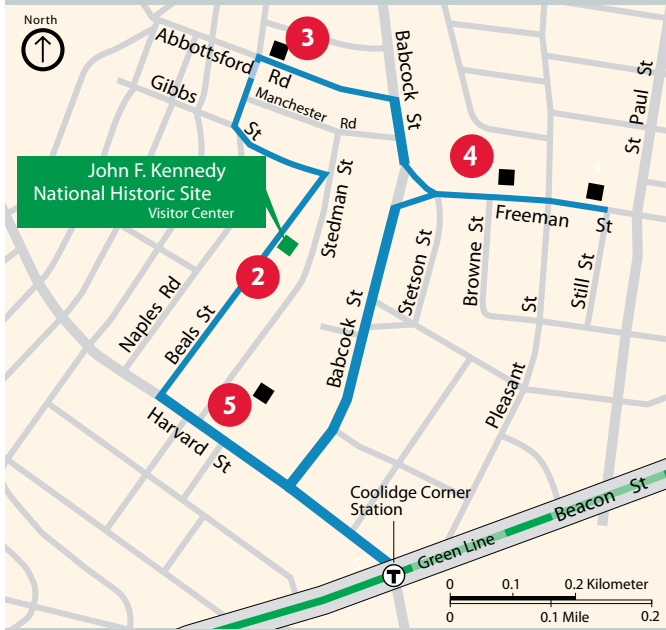 North
3
Abbottsford Rd
Babcock St
St Paul St
Gibbs St
Manchester Rd
4
4
John F. Kennedy
National Historic Site
Visitor Center
Freeman St
Stedman St
2
Stetson St
Browne St
Still St
Naples Rd
Beals St
Babcock St
Pleasant St
5
Harvard St
Coolidge Corner
Station
T
Green Line
Beacon St
0 0.1 0.2 Kilometer
0 0.1 Mile 0.2